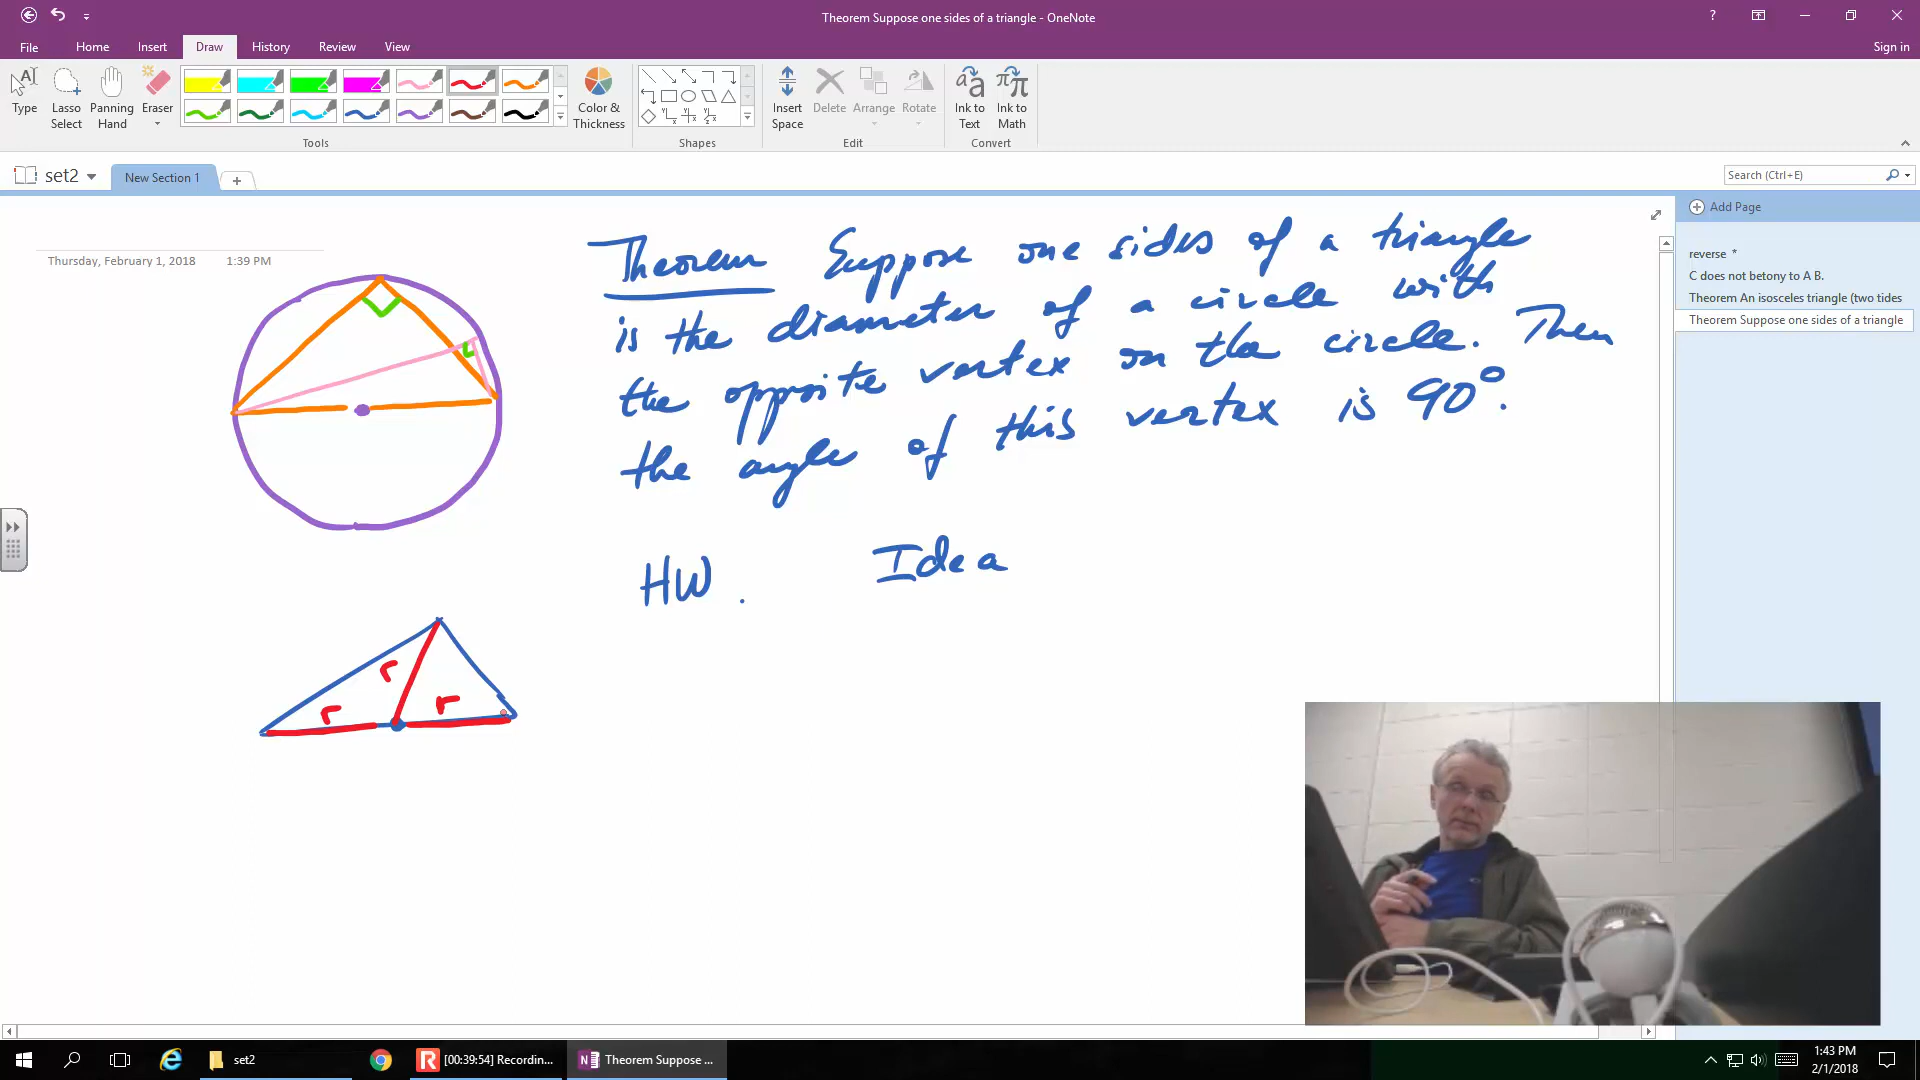 Theorem Suppose one sides of a triangle - OneNote
?
File Home Insert Draw History Review View
Sign in
Type
Lasso Select
Panning Hand
Eraser
Color & Thickness
Insert Space
Delete
Arrange
Rotate
Ink to Text
Ink to Math
Tools
Shapes
Edit
Convert
set2
New Section 1
Search (Ctrl+E)
Add Page
reverse *
C does not betony to A B.
Theorem An isosceles triangle (two tides
Theorem Suppose one sides of a triangle
Thursday, February 1, 2018 1:39 PM
Theorem Suppose one sides of a triangle
is the diameter of a circle with
the opposite vertex on the circle. Then
the angle of this vertex is 90°.
HW. Idea
r
r
r
set2
[00:39:54] Recordin...
Theorem Suppose ...
1:43 PM
2/1/2018